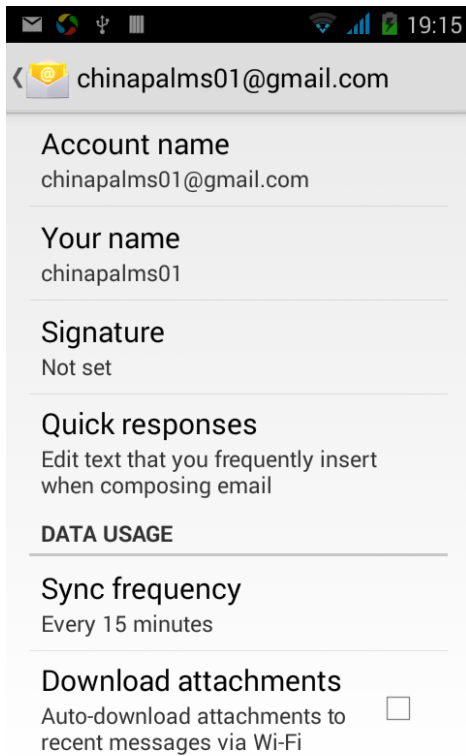 19:15
chinapalms01@gmail.com
Account name
chinapalms01@gmail.com
Your name
chinapalms01
Signature
Not set
Quick responses
Edit text that you frequently insert
when composing email
DATA USAGE
Sync frequency
Every 15 minutes
Download attachments
Auto-download attachments to
recent messages via Wi-Fi